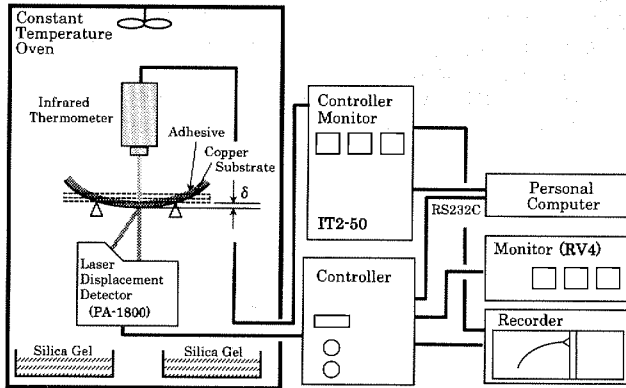 Constant
Temperature
Oven
Infrared
Thermometer
Adhesive
Copper
Substrate
δ
Laser
Displacement
Detector
(PA-1800)
Silica Gel
Silica Gel
Controller
Monitor
IT2-50
RS232C
Personal
Computer
Controller
Monitor (RV4)
Recorder